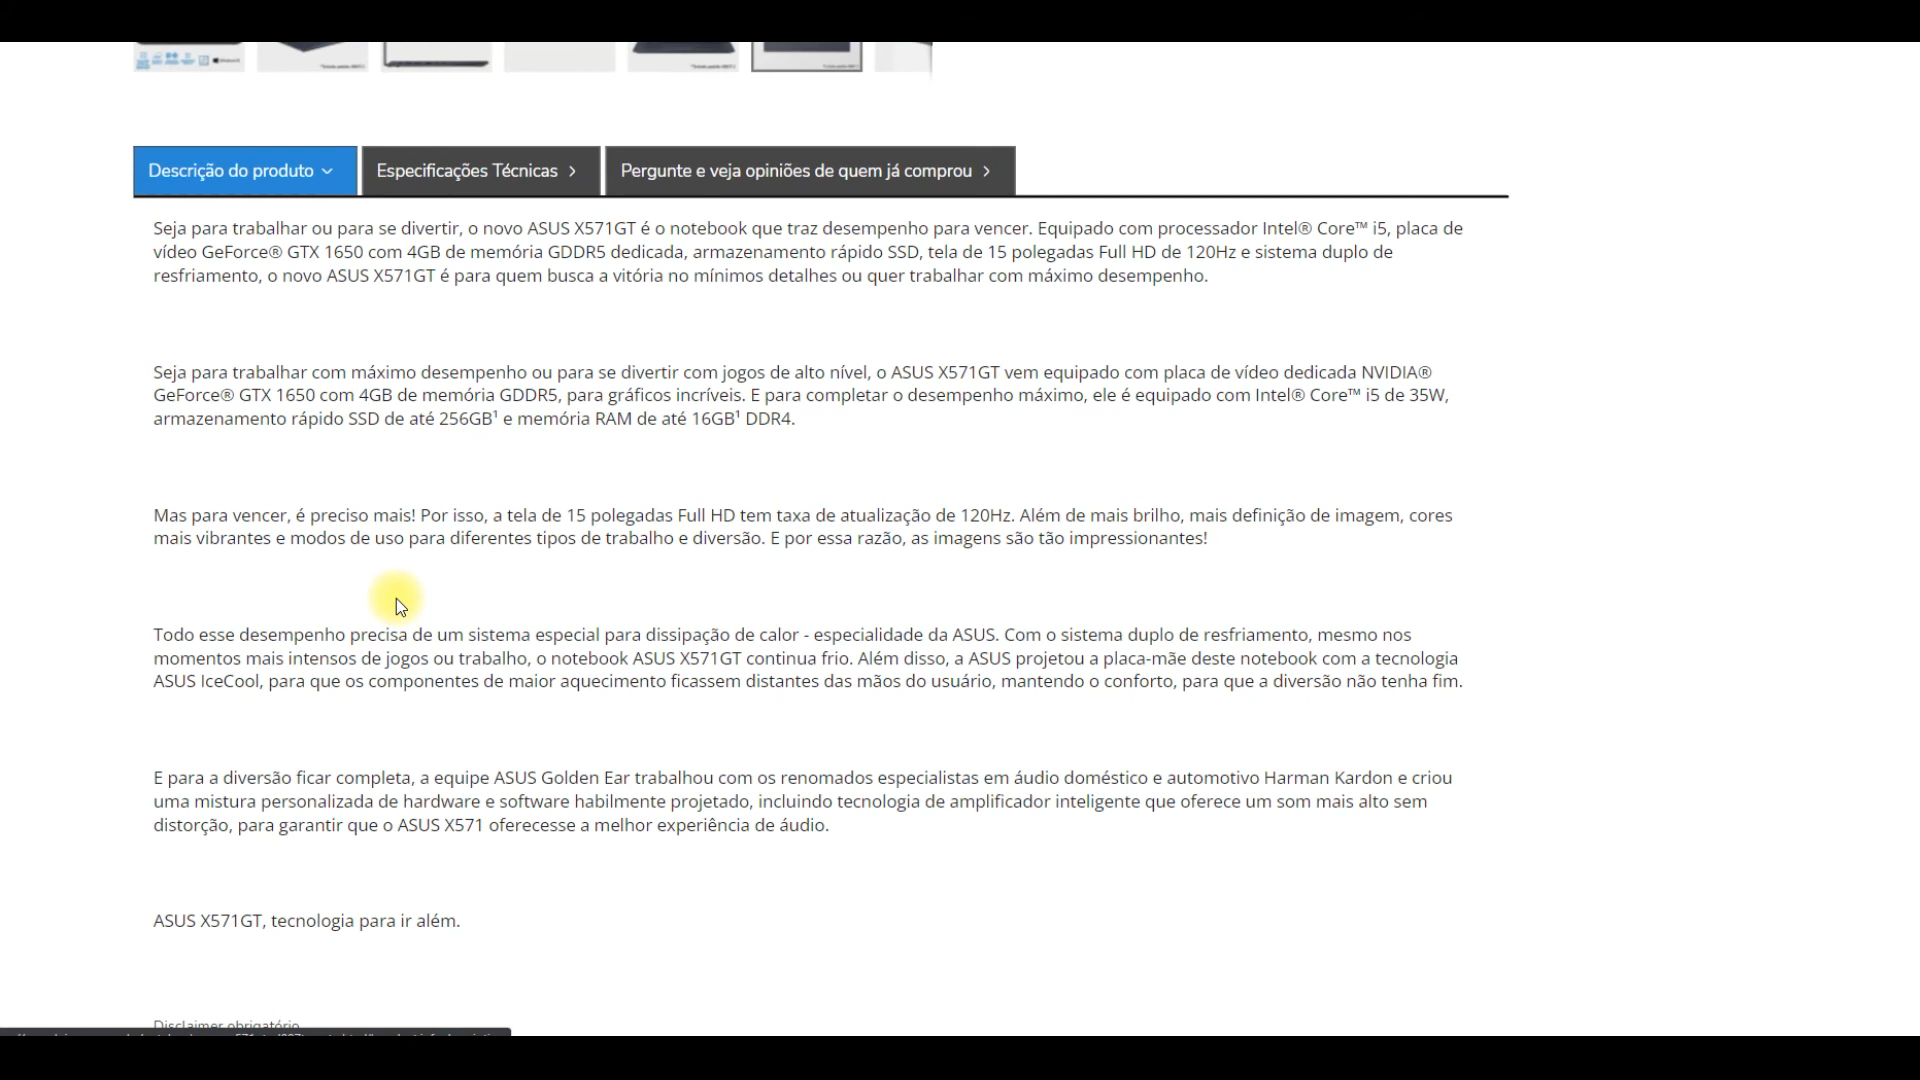 Descrição do produto
Especificações Técnicas
Pergunte e veja opiniões de quem já comprou
Seja para trabalhar ou para se divertir, o novo ASUS X571GT é o notebook que traz desempenho para vencer. Equipado com processador Intel® Core™ i5, placa de
vídeo GeForce® GTX 1650 com 4GB de memória GDDR5 dedicada, armazenamento rápido SSD, tela de 15 polegadas Full HD de 120Hz e sistema duplo de
resfriamento, o novo ASUS X571GT é para quem busca a vitória no mínimos detalhes ou quer trabalhar com máximo desempenho.
Seja para trabalhar com máximo desempenho ou para se divertir com jogos de alto nível, o ASUS X571GT vem equipado com placa de vídeo dedicada NVIDIA®
GeForce® GTX 1650 com 4GB de memória GDDR5, para gráficos incríveis. E para completar o desempenho máximo, ele é equipado com Intel® Core™ i5 de 35W,
armazenamento rápido SSD de até 256GB¹ e memória RAM de até 16GB¹ DDR4.
Mas para vencer, é preciso mais! Por isso, a tela de 15 polegadas Full HD tem taxa de atualização de 120Hz. Além de mais brilho, mais definição de imagem, cores
mais vibrantes e modos de uso para diferentes tipos de trabalho e diversão. E por essa razão, as imagens são tão impressionantes!
Todo esse desempenho precisa de um sistema especial para dissipação de calor - especialidade da ASUS. Com o sistema duplo de resfriamento, mesmo nos
momentos mais intensos de jogos ou trabalho, o notebook ASUS X571GT continua frio. Além disso, a ASUS projetou a placa-mãe deste notebook com a tecnologia
ASUS IceCool, para que os componentes de maior aquecimento ficassem distantes das mãos do usuário, mantendo o conforto, para que a diversão não tenha fim.
E para a diversão ficar completa, a equipe ASUS Golden Ear trabalhou com os renomados especialistas em áudio doméstico e automotivo Harman Kardon e criou
uma mistura personalizada de hardware e software habilmente projetado, incluindo tecnologia de amplificador inteligente que oferece um som mais alto sem
distorção, para garantir que o ASUS X571 oferecesse a melhor experiência de áudio.
ASUS X571GT, tecnologia para ir além.
Disclaimer obrigatório